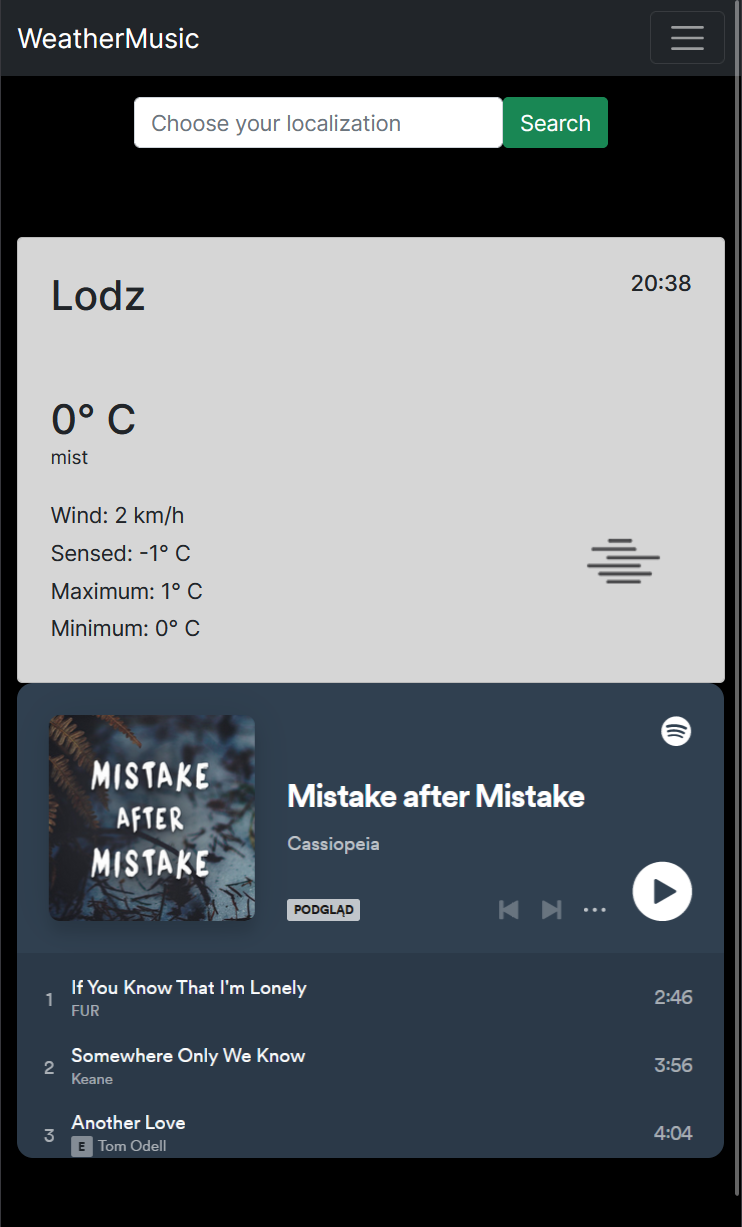 WeatherMusic
Choose your localization
Search
Lodz
20:38
0° C
mist
Wind: 2 km/h
Sensed: -1° C
Maximum: 1° C
Minimum: 0° C
MISTAKE
AFTER
MISTAKE
Mistake after Mistake
Cassiopeia
PODGLĄD
1
If You Know That I'm Lonely
FUR
2:46
2
Somewhere Only We Know
Keane
3:56
3
Another Love
E Tom Odell
4:04